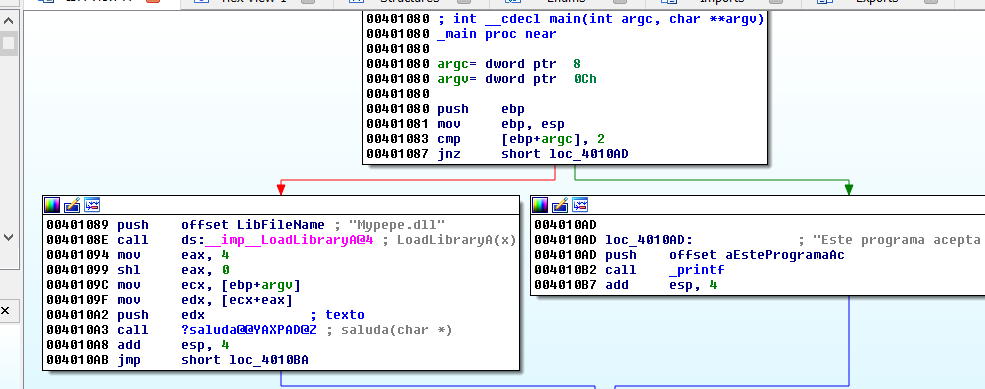 Structures
Enums
Imports
Exports
00401080 ; int __cdecl main(int argc, char **argv)
00401080 _main proc near
00401080
00401080 argc= dword ptr  8
00401080 argv= dword ptr  0Ch
00401080
00401080 push    ebp
00401081 mov     ebp, esp
00401083 cmp     [ebp+argc], 2
00401087 jnz     short loc_4010AD
00401089 push    offset LibFileName ; "Mypepe.dll"
0040108E call    ds:__imp__LoadLibraryA@4 ; LoadLibraryA(x)
00401094 mov     eax, 4
00401099 shl     eax, 0
0040109C mov     ecx, [ebp+argv]
0040109F mov     edx, [ecx+eax]
004010A2 push    edx             ; texto
004010A3 call    ?saluda@@YAXPAD@Z ; saluda(char *)
004010A8 add     esp, 4
004010AB jmp     short loc_4010BA
004010AD
004010AD loc_4010AD:             ; "Este programa acepta
004010AD push    offset aEsteProgramaAc
004010B2 call    _printf
004010B7 add     esp, 4